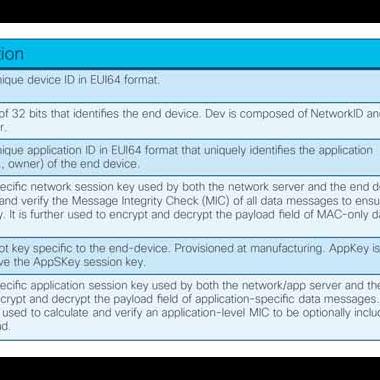 nique device ID in EUI64 format.
of 32 bits that identifies the end device. Dev is composed of NetworkID an
r.
nique application ID in EUI64 format that uniquely identifies the application
., owner) of the end device.
ecific network session key used by both the network server and the end d
and verify the Message Integrity Check (MIC) of all data messages to ensu
y. It is further used to encrypt and decrypt the payload field of MAC-only da
ot key specific to the end-device. Provisioned at manufacturing. AppKey is
ve the AppSKey session key.
ecific application session key used by both the network/app server and the
crypt and decrypt the payload field of application-specific data messages.
used to calculate and verify an application-level MIC to be optionally includ
ad.